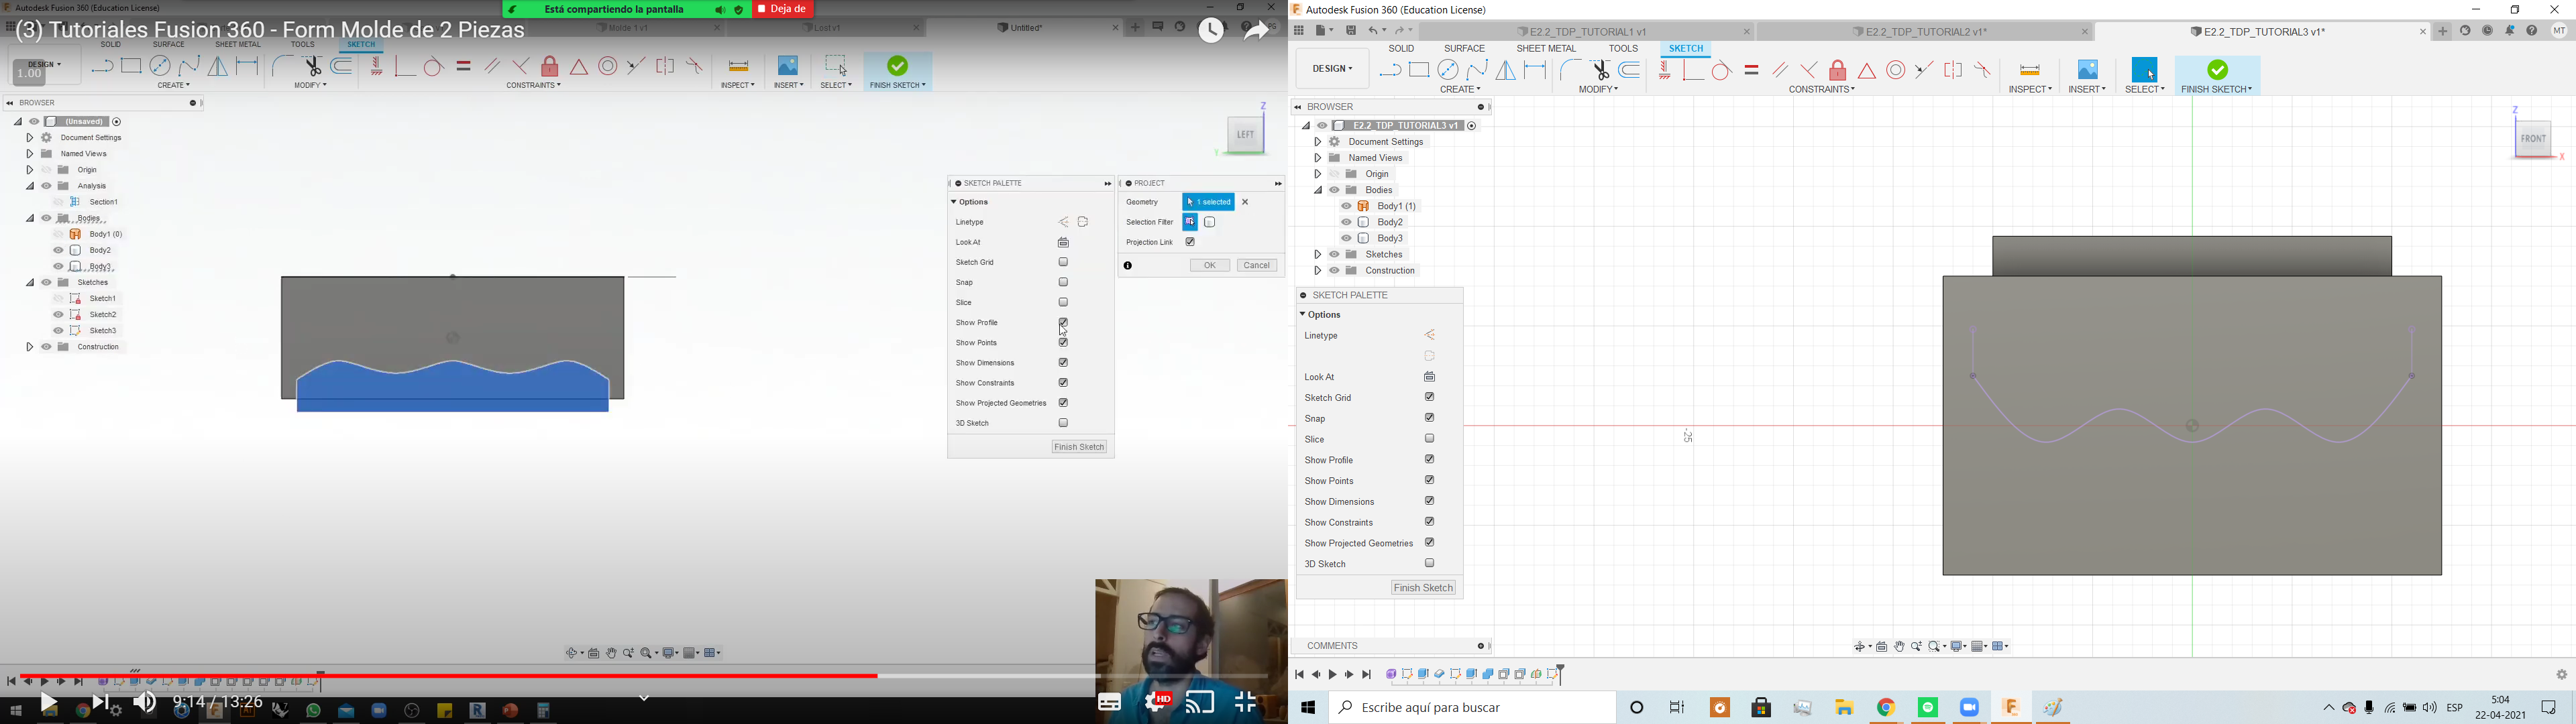 Autodesk Fusion 360 (Education License)
Está compartiendo la pantalla
Deja de
(3) Tutoriales Fusion 360 - Form Molde de 2 Piezas
Molde 1 v1
Lost v1
Untitled*
SOLID
SURFACE
SHEET METAL
TOOLS
SKETCH
DESIGN
1.00
CREATE
MODIFY
CONSTRAINTS
INSPECT
INSERT
SELECT
FINISH SKETCH
BROWSER
(Unsaved)
Document Settings
Named Views
Origin
Analysis
Section1
Bodies
Body1 (0)
Body2
Body3
Sketches
Sketch1
Sketch2
Sketch3
Construction
Z
LEFT
Y
SKETCH PALETTE
Options
Linetype
Look At
Sketch Grid
Snap
Slice
Show Profile
Show Points
Show Dimensions
Show Constraints
Show Projected Geometries
3D Sketch
Finish Sketch
PROJECT
Geometry
1 selected
Selection Filter
Projection Link
OK
Cancel
9:14 / 13:26
HD
Autodesk Fusion 360 (Education License)
E2.2_TDP_TUTORIAL1 v1
E2.2_TDP_TUTORIAL2 v1*
E2.2_TDP_TUTORIAL3 v1*
MT
SOLID
SURFACE
SHEET METAL
TOOLS
SKETCH
DESIGN
CREATE
MODIFY
CONSTRAINTS
INSPECT
INSERT
SELECT
FINISH SKETCH
BROWSER
E2.2_TDP_TUTORIAL3 v1
Document Settings
Named Views
Origin
Bodies
Body1 (1)
Body2
Body3
Sketches
Construction
SKETCH PALETTE
Options
Linetype
Look At
Sketch Grid
Snap
Slice
Show Profile
Show Points
Show Dimensions
Show Constraints
Show Projected Geometries
3D Sketch
Finish Sketch
-25
Z
FRONT
X
COMMENTS
Escribe aquí para buscar
ESP
5:04
22-04-2021